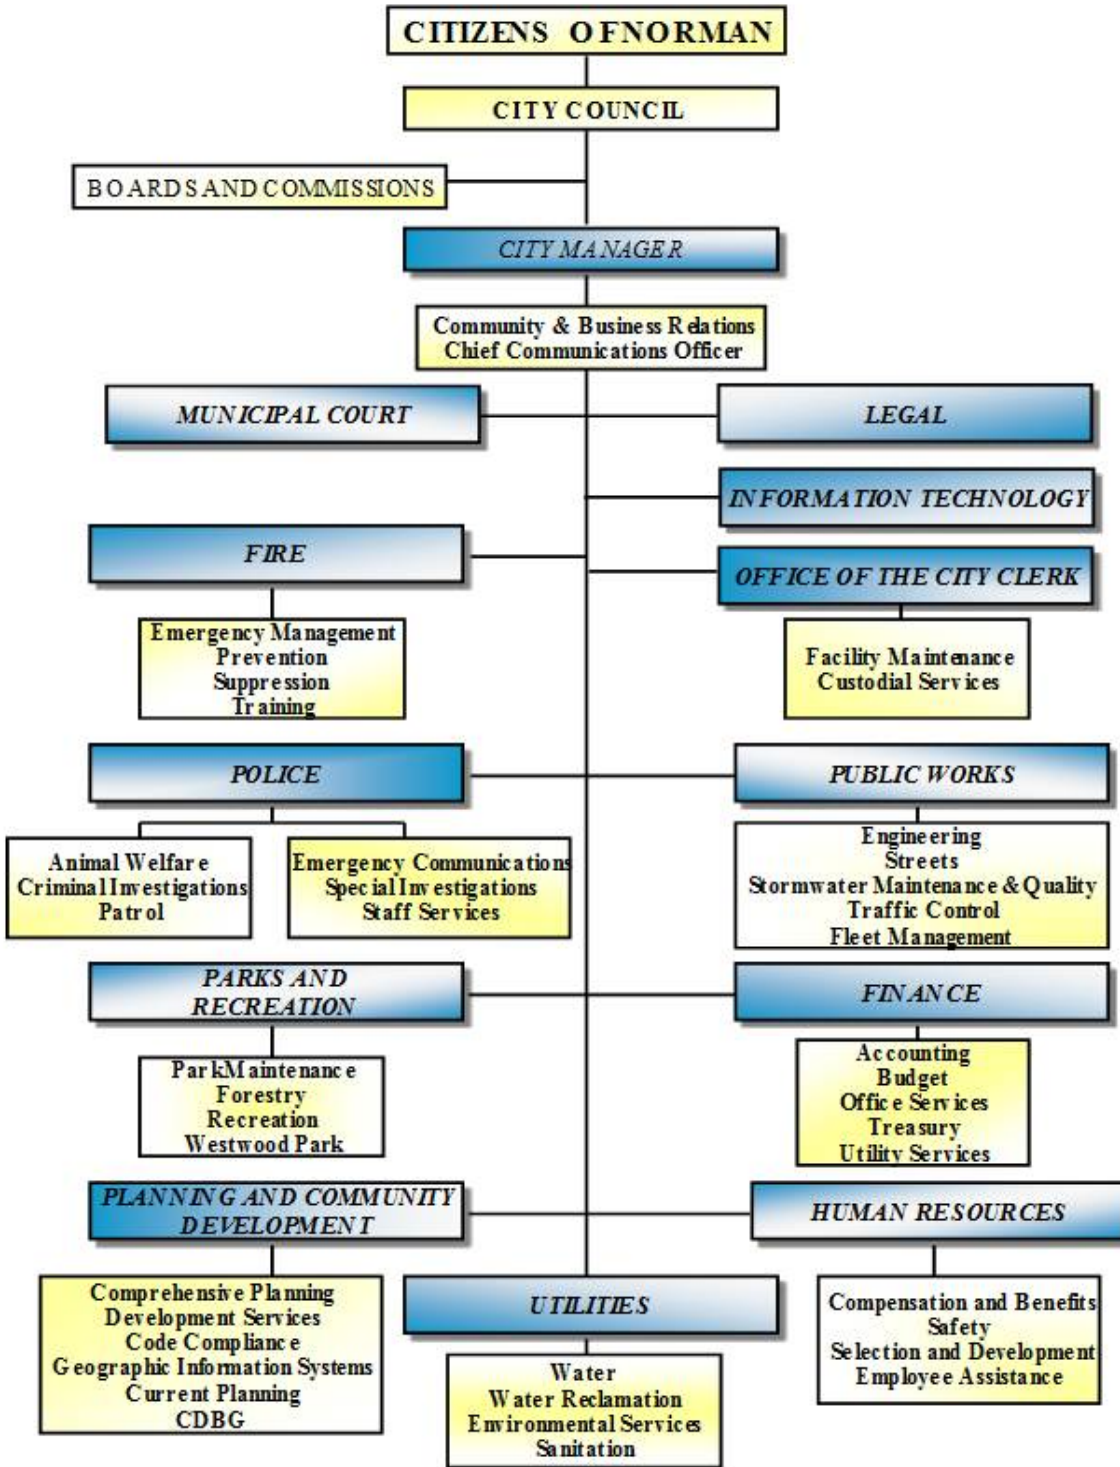 CITIZENS OFNORMAN
CITY COUNCIL
BOARDS AND COMMISSIONS
CITY MANAGER
Community & Business Relations
Chief Communications Officer
MUNICIPAL COURT
LEGAL
INFORMATION TECHNOLOGY
FIRE
OFFICE OF THE CITY CLERK
Emergency Management
Prevention
Suppression
Training
Facility Maintenance
Custodial Services
POLICE
PUBLIC WORKS
Animal Welfare
Criminal Investigations
Patrol
Emergency Communications
Special Investigations
Staff Services
Engineering
Streets
Stormwater Maintenance & Quality
Traffic Control
Fleet Management
PARKS AND
RECREATION
FINANCE
Park Maintenance
Forestry
Recreation
Westwood Park
Accounting
Budget
Office Services
Treasury
Utility Services
PLANNING AND COMMUNITY
DEVELOPMENT
HUMAN RESOURCES
Comprehensive Planning
Development Services
Code Compliance
Geographic Information Systems
Current Planning
CDBG
UTILITIES
Water
Water Reclamation
Environmental Services
Sanitation
Compensation and Benefits
Safety
Selection and Development
Employee Assistance